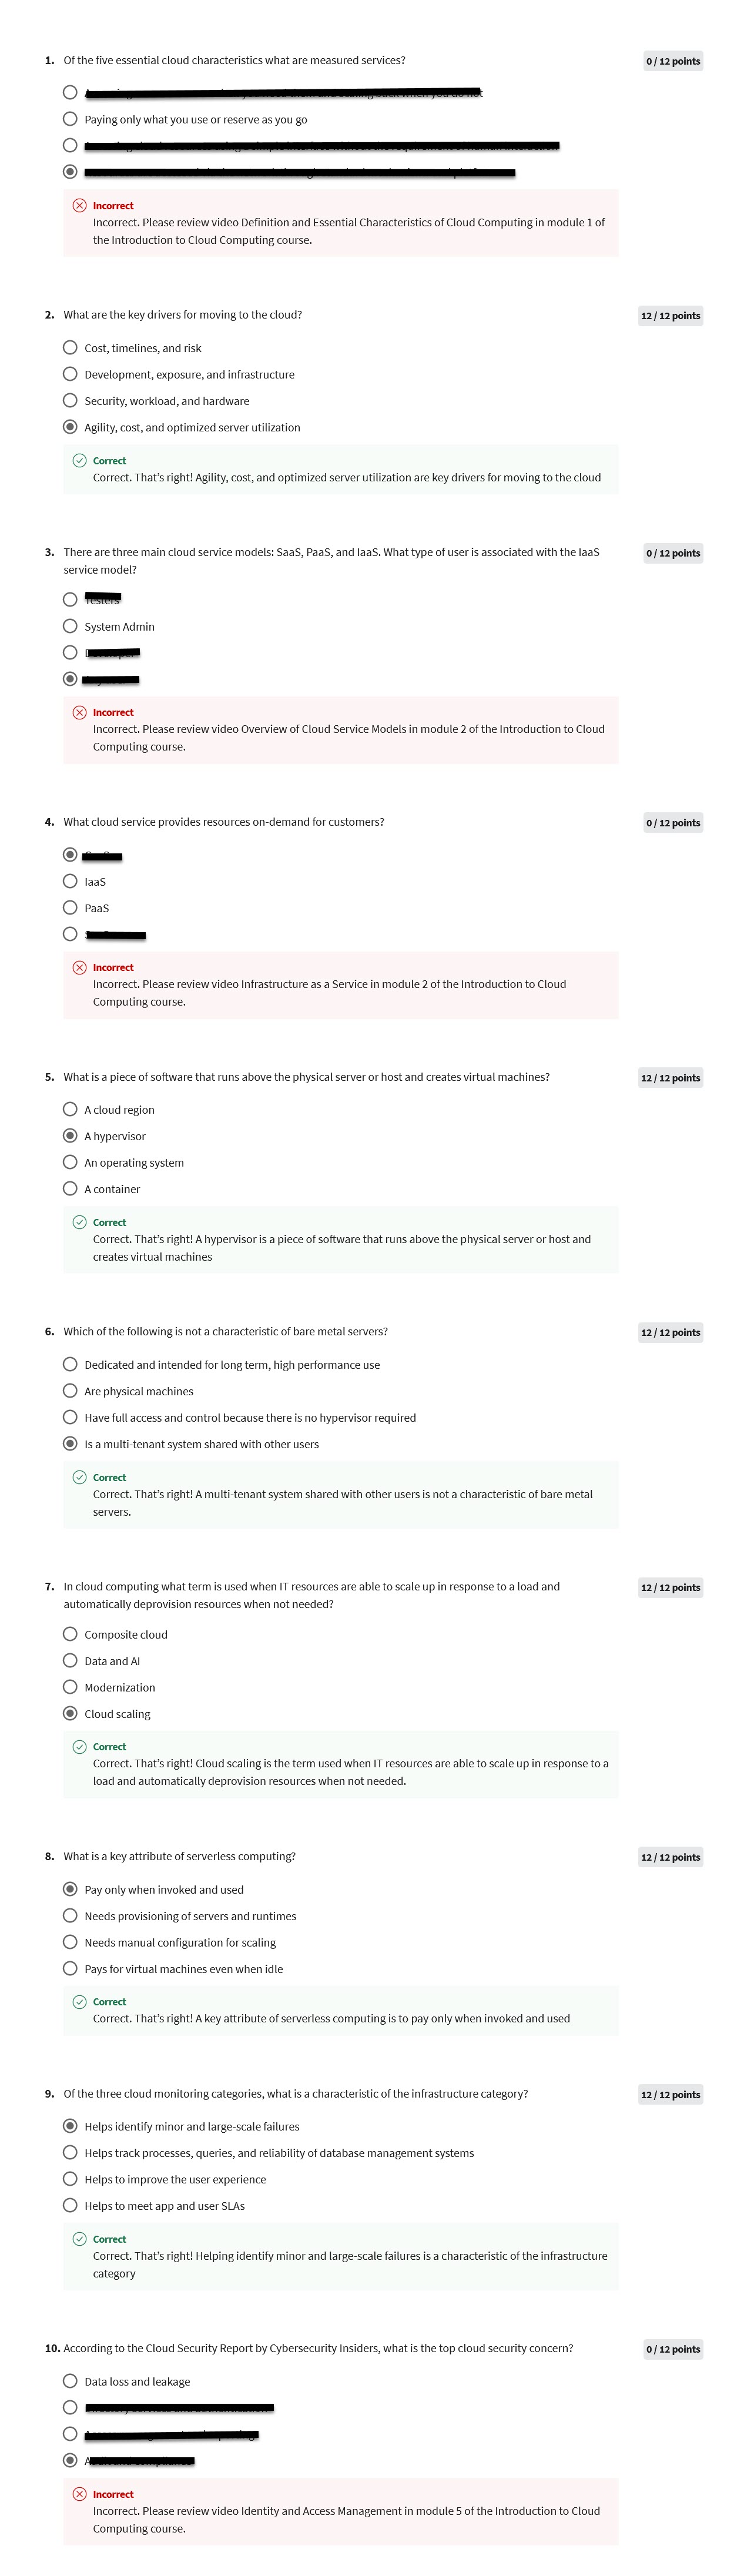 1. Of the five essential cloud characteristics what are measured services?
0 / 12 points
Paying only what you use or reserve as you go
Incorrect
Incorrect. Please review video Definition and Essential Characteristics of Cloud Computing in module 1 of
the Introduction to Cloud Computing course.
2. What are the key drivers for moving to the cloud?
12 / 12 points
Cost, timelines, and risk
Development, exposure, and infrastructure
Security, workload, and hardware
Agility, cost, and optimized server utilization
Correct
Correct. That's right! Agility, cost, and optimized server utilization are key drivers for moving to the cloud
3. There are three main cloud service models: SaaS, PaaS, and IaaS. What type of user is associated with the IaaS
service model?
0 / 12 points
Testers
System Admin
Incorrect
Incorrect. Please review video Overview of Cloud Service Models in module 2 of the Introduction to Cloud
Computing course.
4. What cloud service provides resources on-demand for customers?
0 / 12 points
IaaS
PaaS
Incorrect
Incorrect. Please review video Infrastructure as a Service in module 2 of the Introduction to Cloud
Computing course.
5. What is a piece of software that runs above the physical server or host and creates virtual machines?
12 / 12 points
A cloud region
A hypervisor
An operating system
A container
Correct
Correct. That's right! A hypervisor is a piece of software that runs above the physical server or host and
creates virtual machines
6. Which of the following is not a characteristic of bare metal servers?
12 / 12 points
Dedicated and intended for long term, high performance use
Are physical machines
Have full access and control because there is no hypervisor required
Is a multi-tenant system shared with other users
Correct
Correct. That's right! A multi-tenant system shared with other users is not a characteristic of bare metal
servers.
7. In cloud computing what term is used when IT resources are able to scale up in response to a load and
automatically deprovision resources when not needed?
12 / 12 points
Composite cloud
Data and AI
Modernization
Cloud scaling
Correct
Correct. That's right! Cloud scaling is the term used when IT resources are able to scale up in response to a
load and automatically deprovision resources when not needed.
8. What is a key attribute of serverless computing?
12 / 12 points
Pay only when invoked and used
Needs provisioning of servers and runtimes
Needs manual configuration for scaling
Pays for virtual machines even when idle
Correct
Correct. That's right! A key attribute of serverless computing is to pay only when invoked and used
9. Of the three cloud monitoring categories, what is a characteristic of the infrastructure category?
12 / 12 points
Helps identify minor and large-scale failures
Helps track processes, queries, and reliability of database management systems
Helps to improve the user experience
Helps to meet app and user SLAs
Correct
Correct. That's right! Helping identify minor and large-scale failures is a characteristic of the infrastructure
category
10. According to the Cloud Security Report by Cybersecurity Insiders, what is the top cloud security concern?
0 / 12 points
Data loss and leakage
Incorrect
Incorrect. Please review video Identity and Access Management in module 5 of the Introduction to Cloud
Computing course.